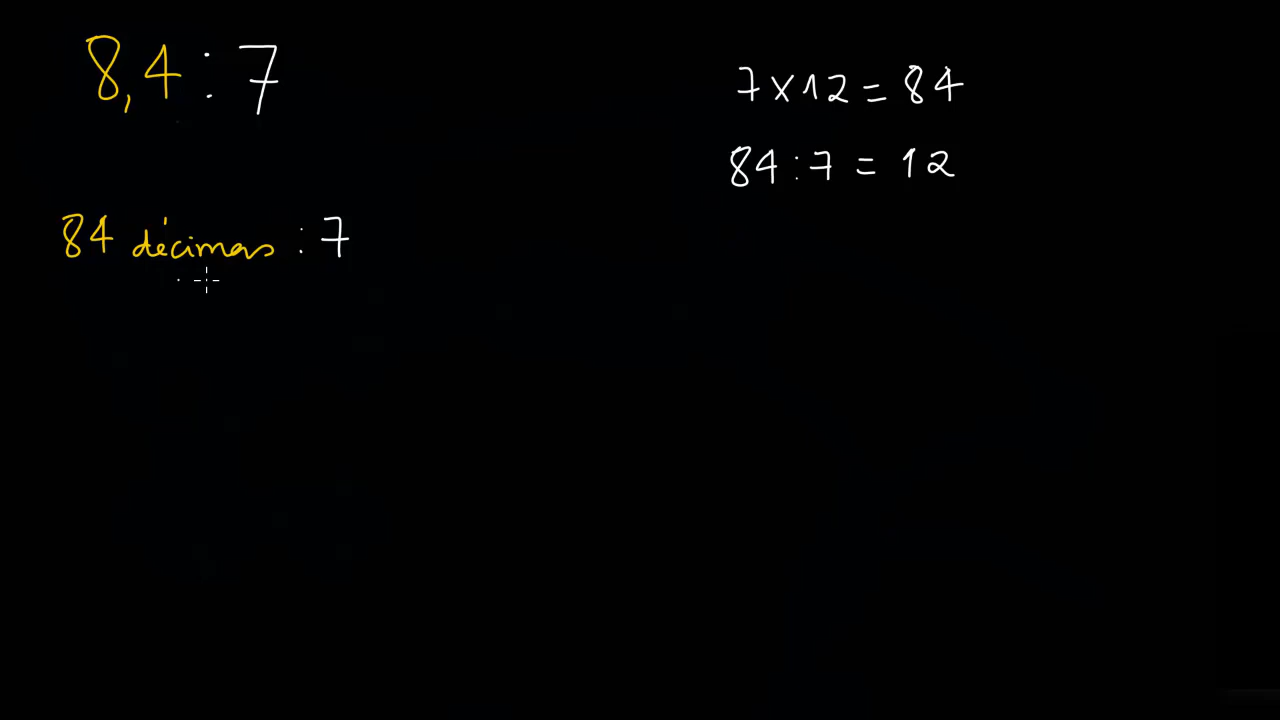 8,4 : 7
7 x 12 = 84
84 : 7 = 12
84 décimas : 7